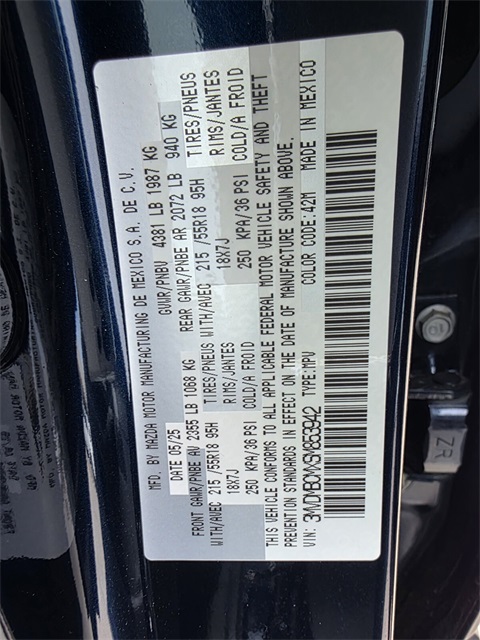 MFD. BY MAZDA MOTOR MANUFACTURING DE MEXICO S.A. DE C.V.
DATE 05/25 GVWR/PNBV 4381 LB 1987 KG
FRONT GAWR/PNBE AV 2355 LB 1068 KG REAR GAWR/PNBE AR 2072 LB 940 KG
WITH/AVEC 215 /55R18 95H TIRES/PNEUS WITH/AVEC 215 /55R18 95H TIRES/PNEUS
18X7J RIMS/JANTES 18X7J RIMS/JANTES
250 KPA/36 PSI COLD/A FROID 250 KPA/36 PSI COLD/A FROID
THIS VEHICLE CONFORMS TO ALL APPLICABLE FEDERAL MOTOR VEHICLE SAFETY AND THEFT
PREVENTION STANDARDS IN EFFECT ON THE DATE OF MANUFACTURE SHOWN ABOVE.
VIN: TYPE:MPV COLOR CODE:42M MADE IN MEXICO
ZR